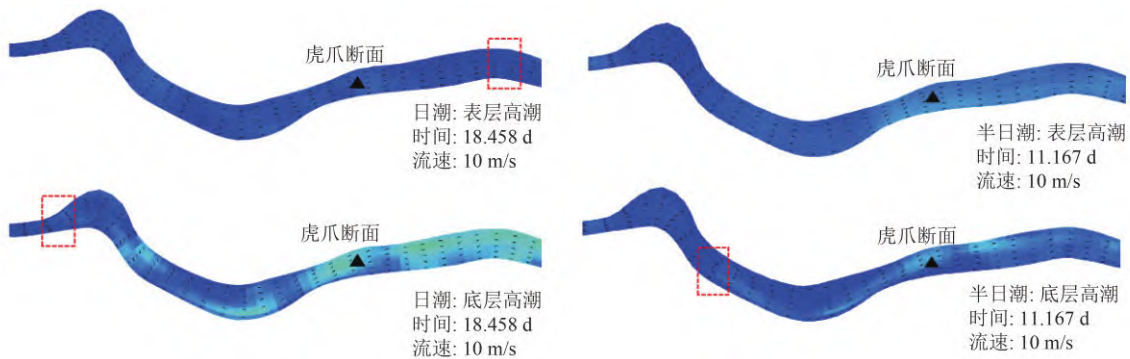 虎爪断面
日潮: 表层高潮
时间: 18.458 d
流速: 10 m/s
虎爪断面
半日潮: 表层高潮
时间: 11.167 d
流速: 10 m/s
虎爪断面
日潮: 底层高潮
时间: 18.458 d
流速: 10 m/s
虎爪断面
半日潮: 底层高潮
时间: 11.167 d
流速: 10 m/s